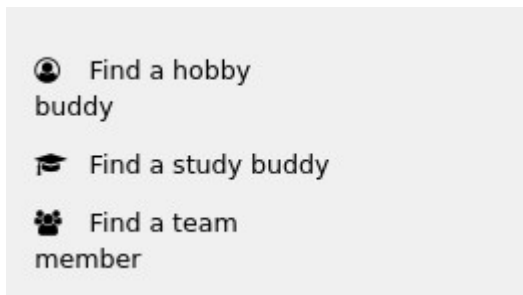 Find a hobby
buddy
Find a study buddy
Find a team
member